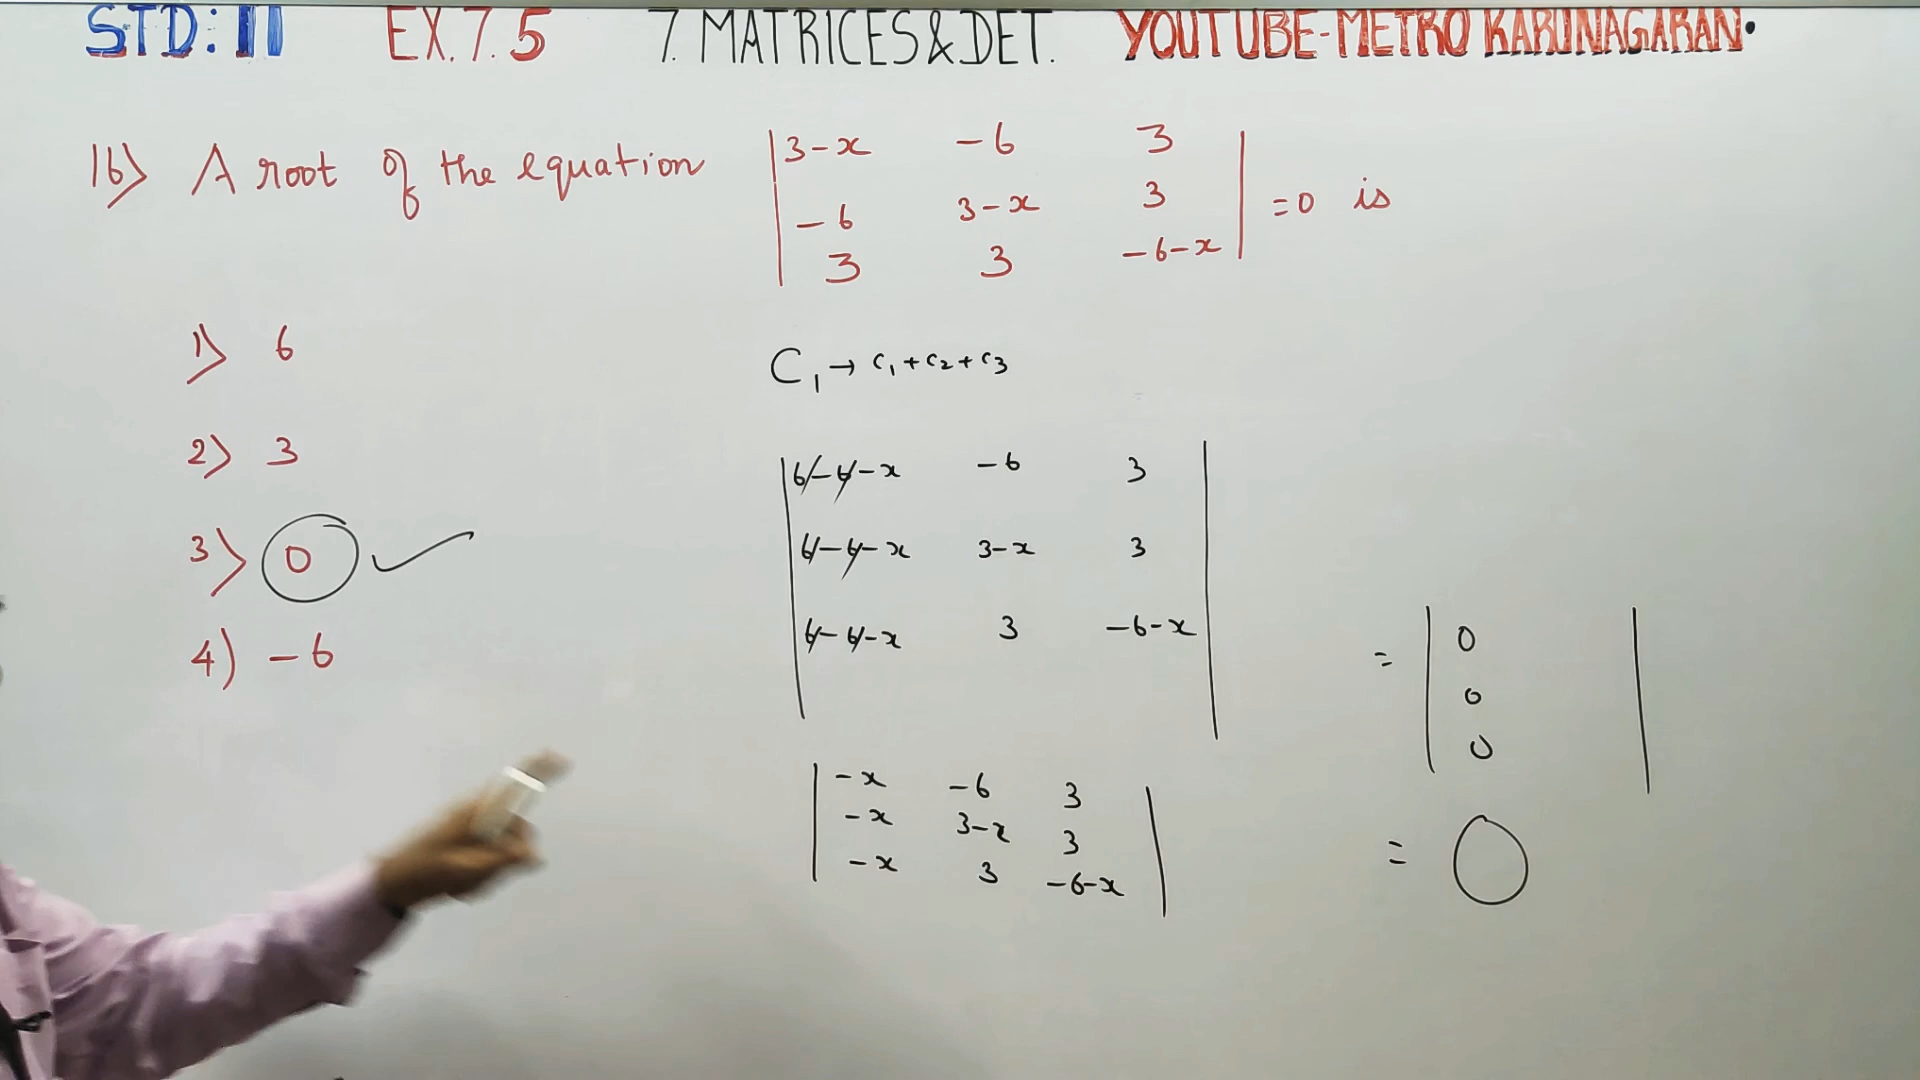 STD: 11 EX. 7.5 7. MATRICES & DET. YOUTUBE-METRO KARUNAGARAN.
16) A root of the equation | 3-x -6 3 |
| -6 3-x 3 | =0 is
| 3 3 -6-x |
1) 6
2) 3
3) 0 ✓
4) -6
C₁ → c₁+c₂+c₃
| 6-6-x -6 3 |
| 6-6-x 3-x 3 |
| 6-6-x 3 -6-x |
| -x -6 3 |
| -x 3-x 3 |
| -x 3 -6-x |
= | 0 |
| 0 |
| 0 |
= 0